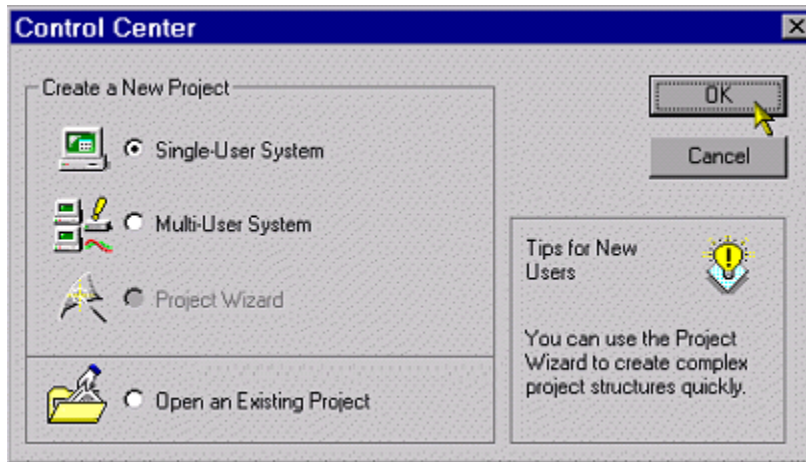 Control Center
Create a New Project
Single-User System
Multi-User System
Project Wizard
Open an Existing Project
OK
Cancel
Tips for New
Users
You can use the Project
Wizard to create complex
project structures quickly.